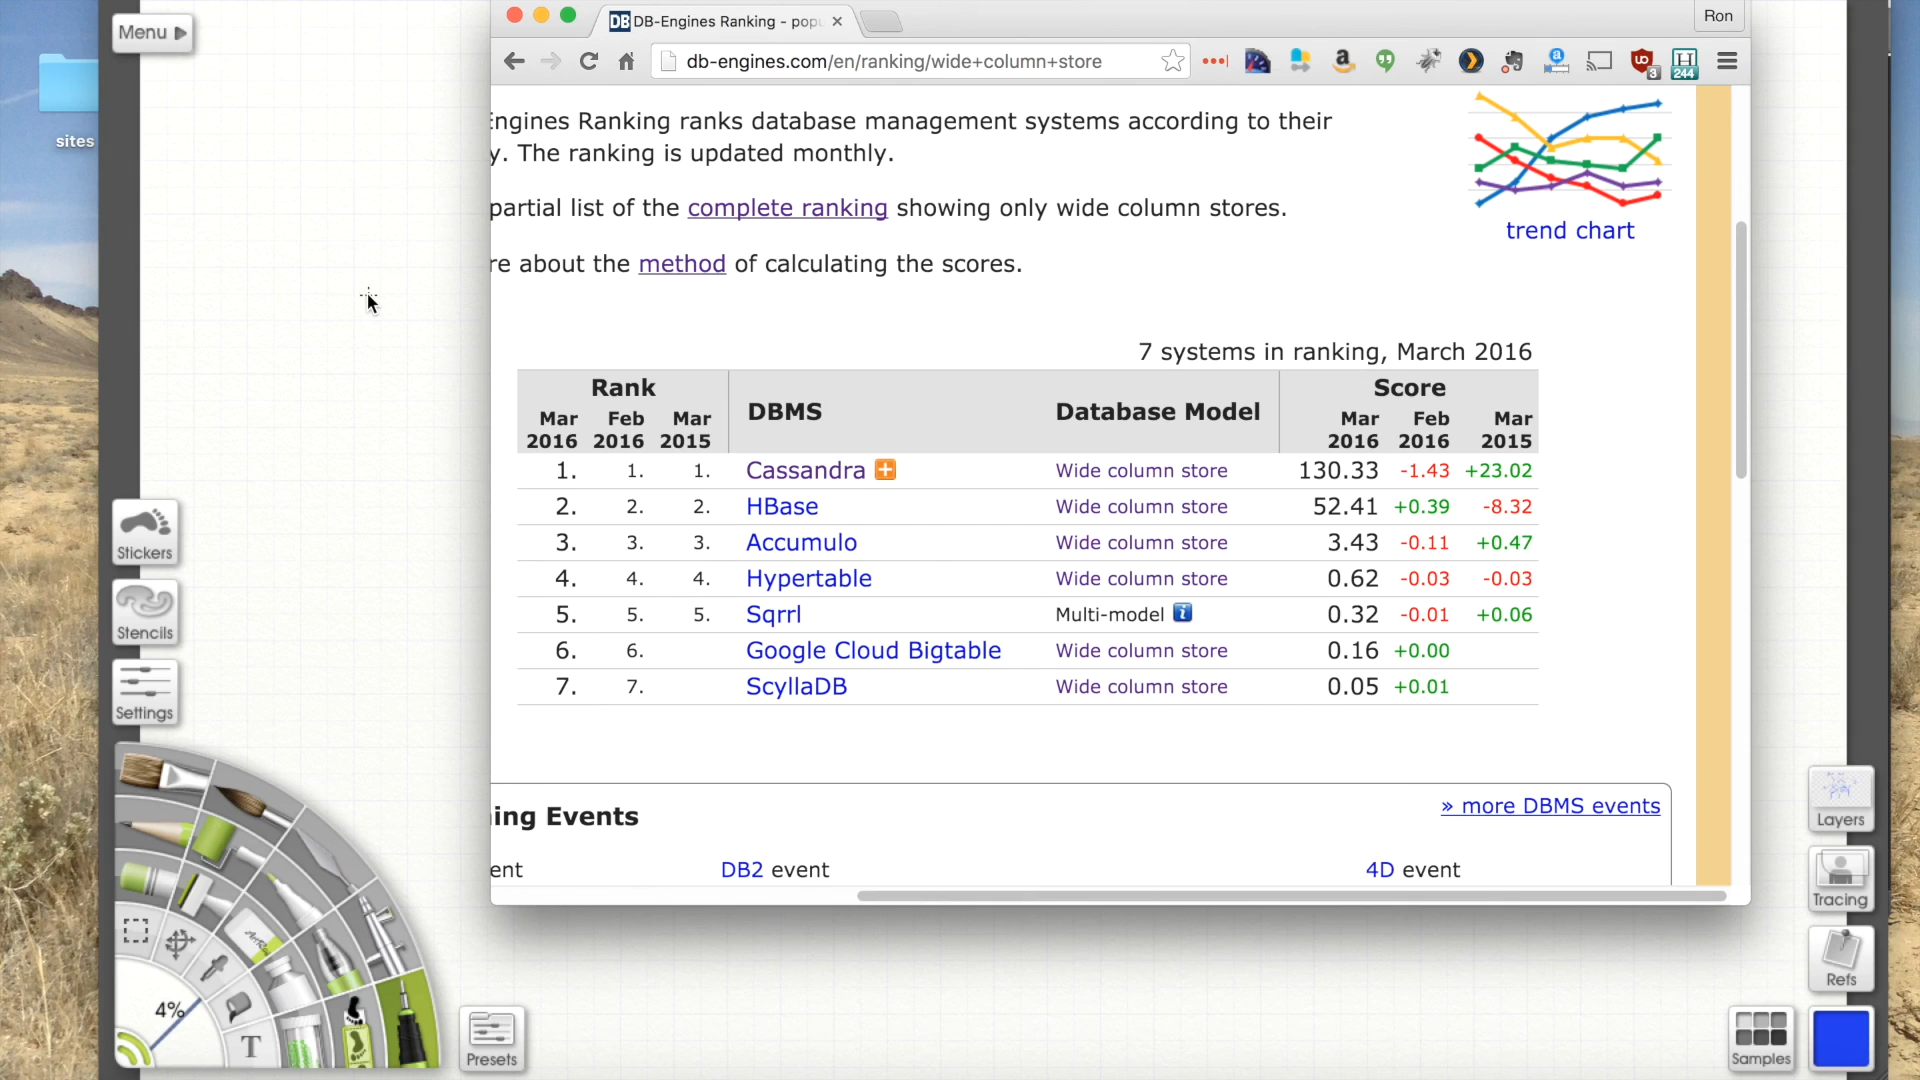 Menu
sites
DB-Engines Ranking - popu
Ron
db-engines.com/en/ranking/wide+column+store
3
244
Engines Ranking ranks database management systems according to their
y. The ranking is updated monthly.
partial list of the complete ranking showing only wide column stores.
trend chart
re about the method of calculating the scores.
7 systems in ranking, March 2016
Rank DBMS Database Model Score
Mar 2016 Feb 2016 Mar 2015 Mar 2016 Feb 2016 Mar 2015
1. 1. 1. Cassandra Wide column store 130.33 -1.43 +23.02
2. 2. 2. HBase Wide column store 52.41 +0.39 -8.32
3. 3. 3. Accumulo Wide column store 3.43 -0.11 +0.47
4. 4. 4. Hypertable Wide column store 0.62 -0.03 -0.03
5. 5. 5. Sqrrl Multi-model i 0.32 -0.01 +0.06
6. 6. Google Cloud Bigtable Wide column store 0.16 +0.00
7. 7. ScyllaDB Wide column store 0.05 +0.01
ing Events
» more DBMS events
ent DB2 event 4D event
Stickers
Stencils
Settings
4%
T
Presets
Layers
Tracing
Refs
Samples